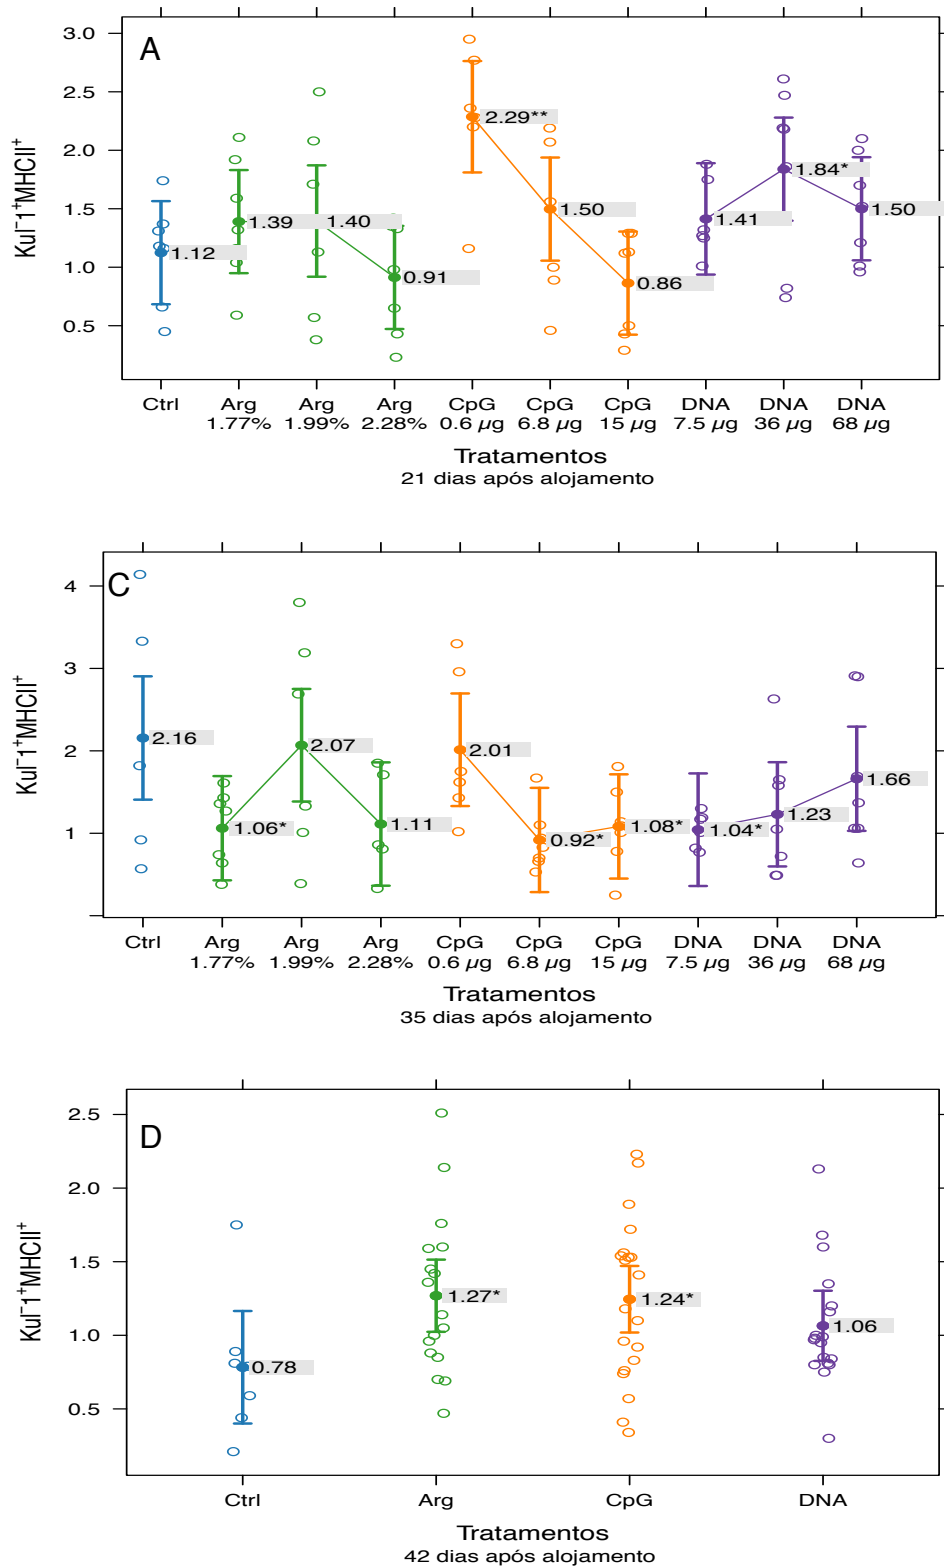 A
Kul⁻1⁺MHCII⁺
3.0
2.5
2.0
1.5
1.0
0.5
1.12
1.39
1.40
0.91
2.29**
1.50
0.86
1.41
1.84*
1.50
Ctrl Arg Arg Arg CpG CpG CpG DNA DNA DNA
1.77% 1.99% 2.28% 0.6 µg 6.8 µg 15 µg 7.5 µg 36 µg 68 µg
Tratamentos
21 dias após alojamento
C
Kul⁻1⁺MHCII⁺
4
3
2
1
2.16
1.06*
2.07
1.11
2.01
0.92*
1.08*
1.04*
1.23
1.66
Ctrl Arg Arg Arg CpG CpG CpG DNA DNA DNA
1.77% 1.99% 2.28% 0.6 µg 6.8 µg 15 µg 7.5 µg 36 µg 68 µg
Tratamentos
35 dias após alojamento
D
Kul⁻1⁺MHCII⁺
2.5
2.0
1.5
1.0
0.5
0.78
1.27*
1.24*
1.06
Ctrl Arg CpG DNA
Tratamentos
42 dias após alojamento